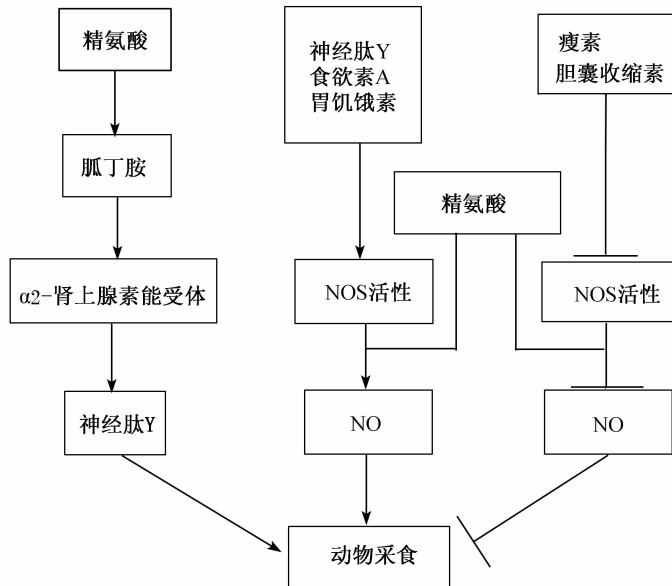 精氨酸
胍丁胺
α2-肾上腺素能受体
神经肽Y
神经肽Y
食欲素A
胃饥饿素
精氨酸
NOS活性
NO
瘦素
胆囊收缩素
NOS活性
NO
动物采食